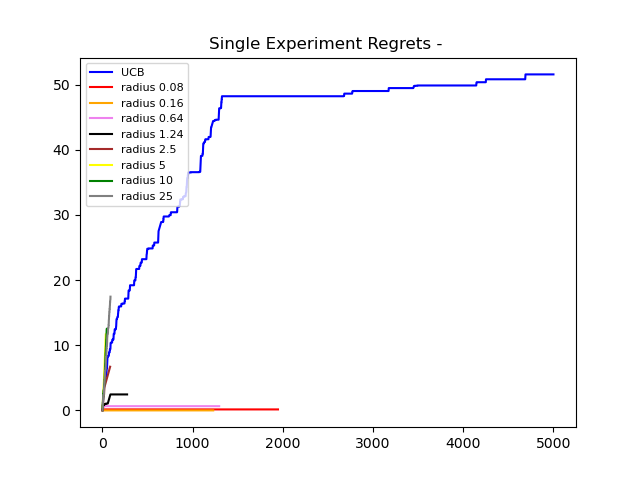 Single Experiment Regrets -
UCB
radius 0.08
radius 0.16
radius 0.64
radius 1.24
radius 2.5
radius 5
radius 10
radius 25
50
40
30
20
10
0
0 1000 2000 3000 4000 5000